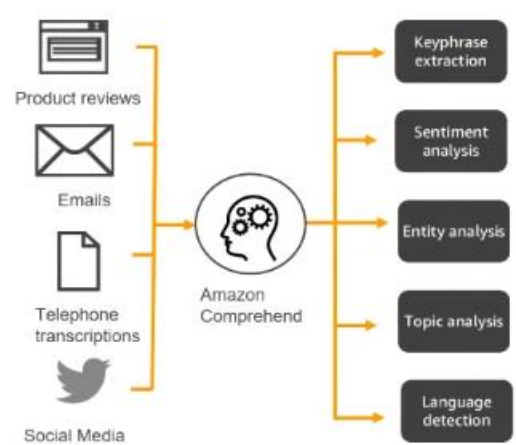 Product reviews
Emails
Telephone
transcriptions
Social Media
Amazon
Comprehend
Keyphrase
extraction
Sentiment
analysis
Entity analysis
Topic analysis
Language
detection